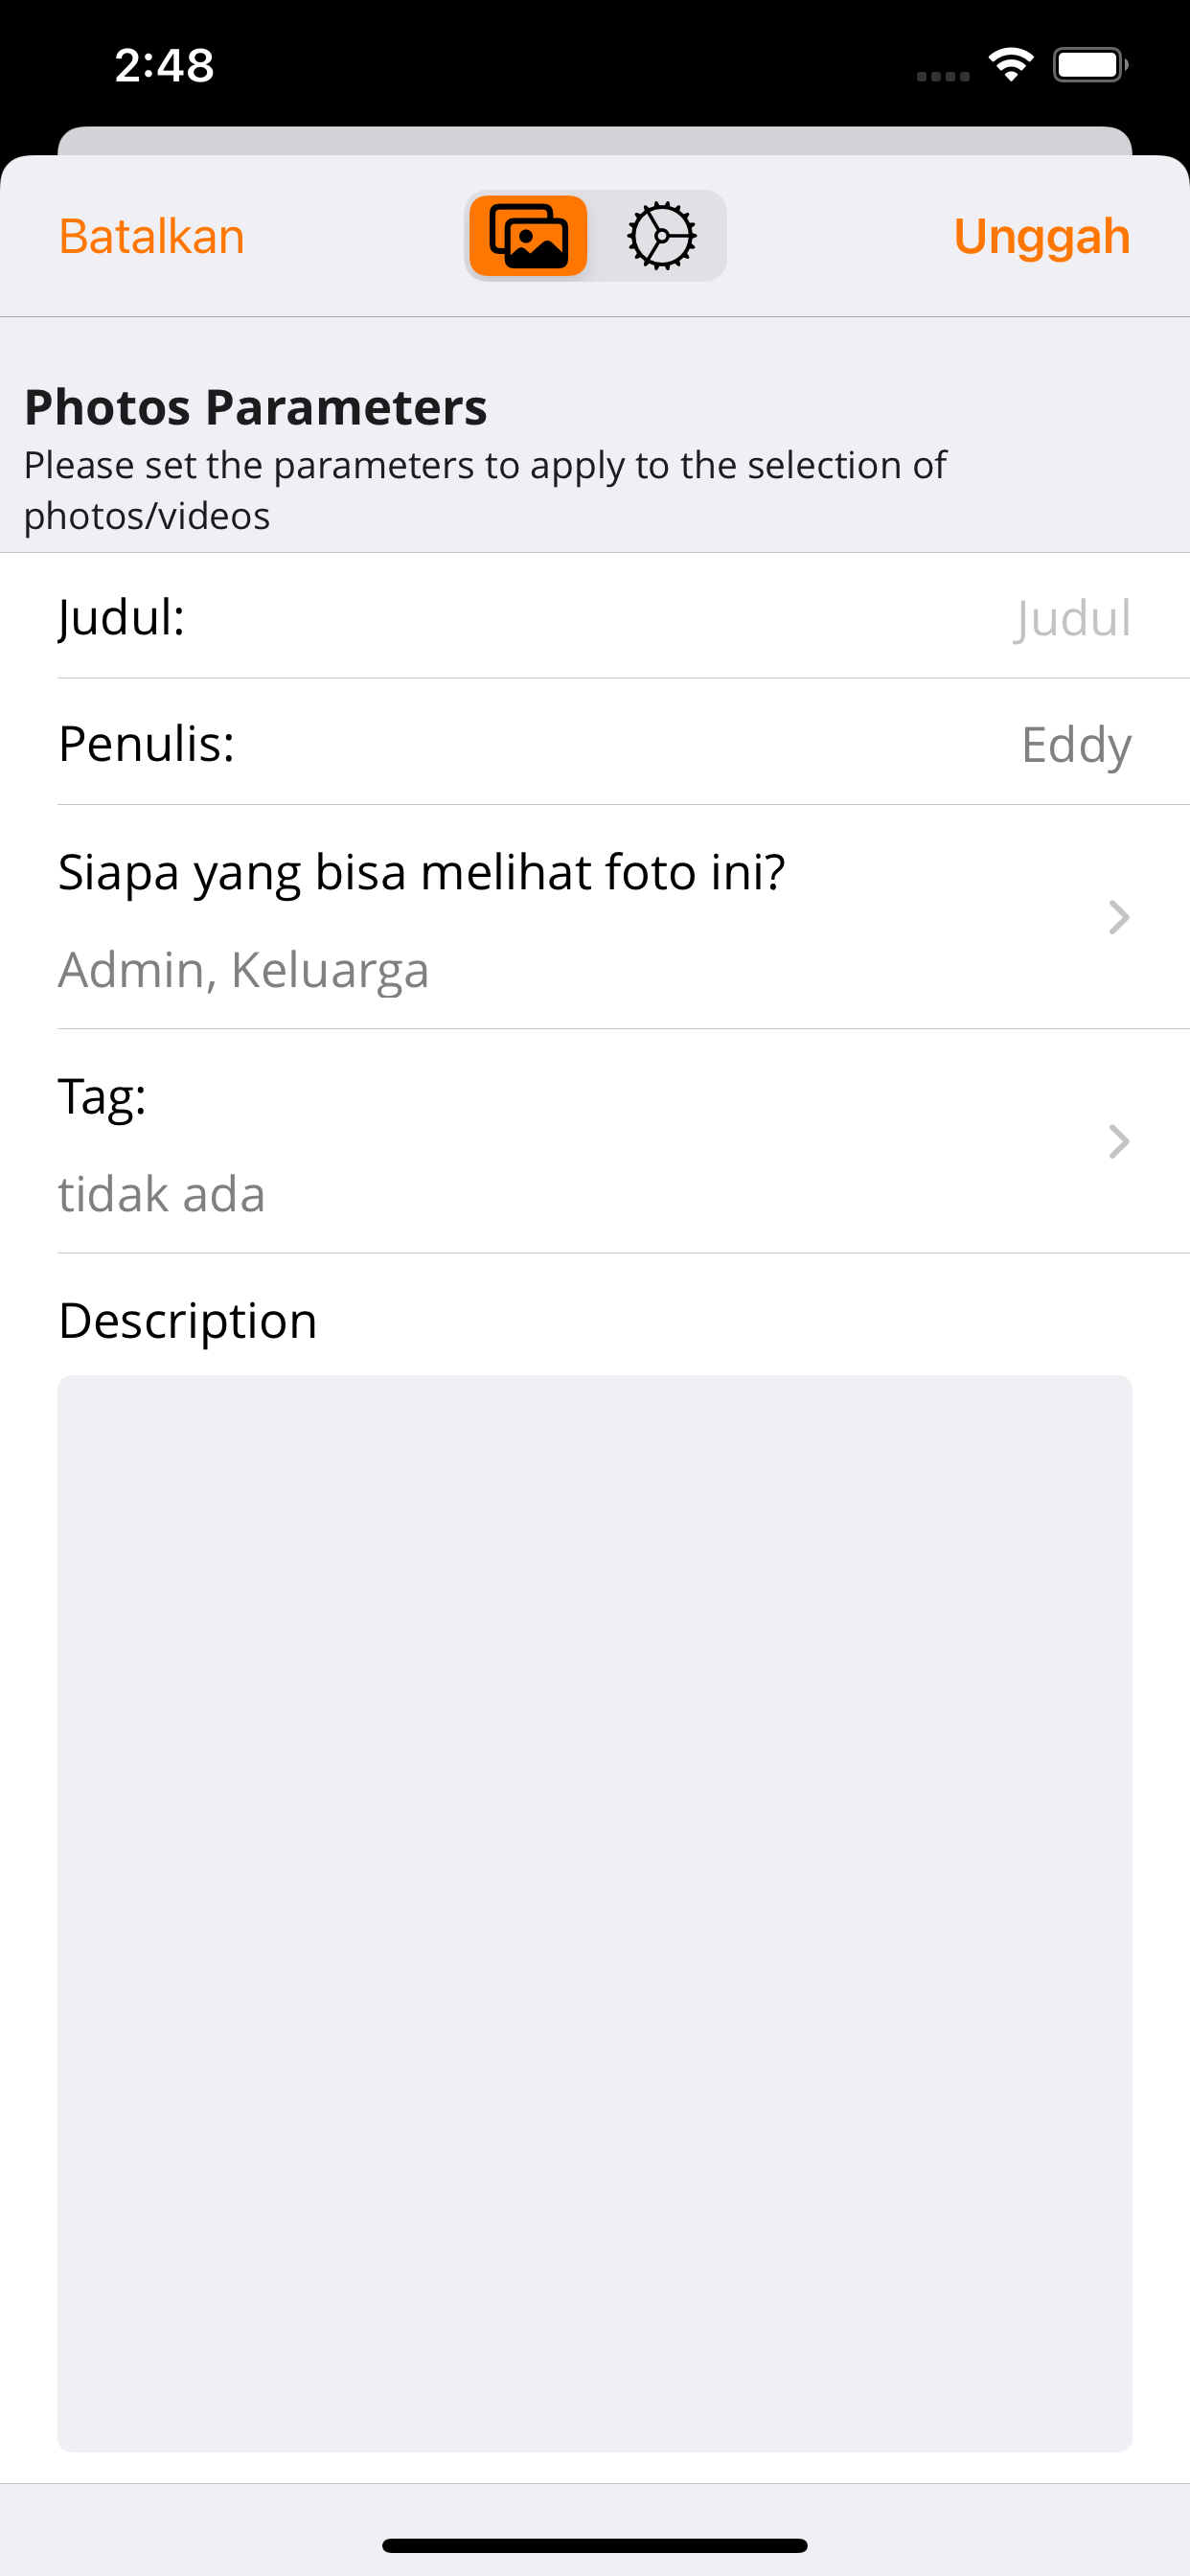 2:48
Batalkan
Unggah
Photos Parameters
Please set the parameters to apply to the selection of
photos/videos
Judul:
Judul
Penulis:
Eddy
Siapa yang bisa melihat foto ini?
Admin, Keluarga
Tag:
tidak ada
Description